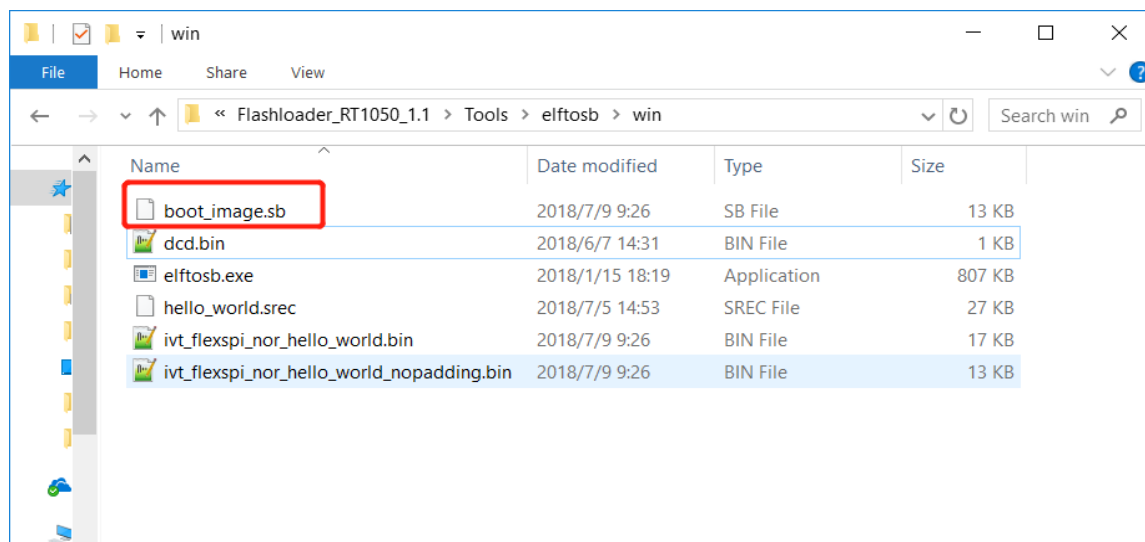 win
File Home Share View ?
« Flashloader_RT1050_1.1 > Tools > elftosb > win Search win
Name Date modified Type Size
boot_image.sb 2018/7/9 9:26 SB File 13 KB
dcd.bin 2018/6/7 14:31 BIN File 1 KB
elftosb.exe 2018/1/15 18:19 Application 807 KB
hello_world.srec 2018/7/5 14:53 SREC File 27 KB
ivt_flexspi_nor_hello_world.bin 2018/7/9 9:26 BIN File 17 KB
ivt_flexspi_nor_hello_world_nopadding.bin 2018/7/9 9:26 BIN File 13 KB